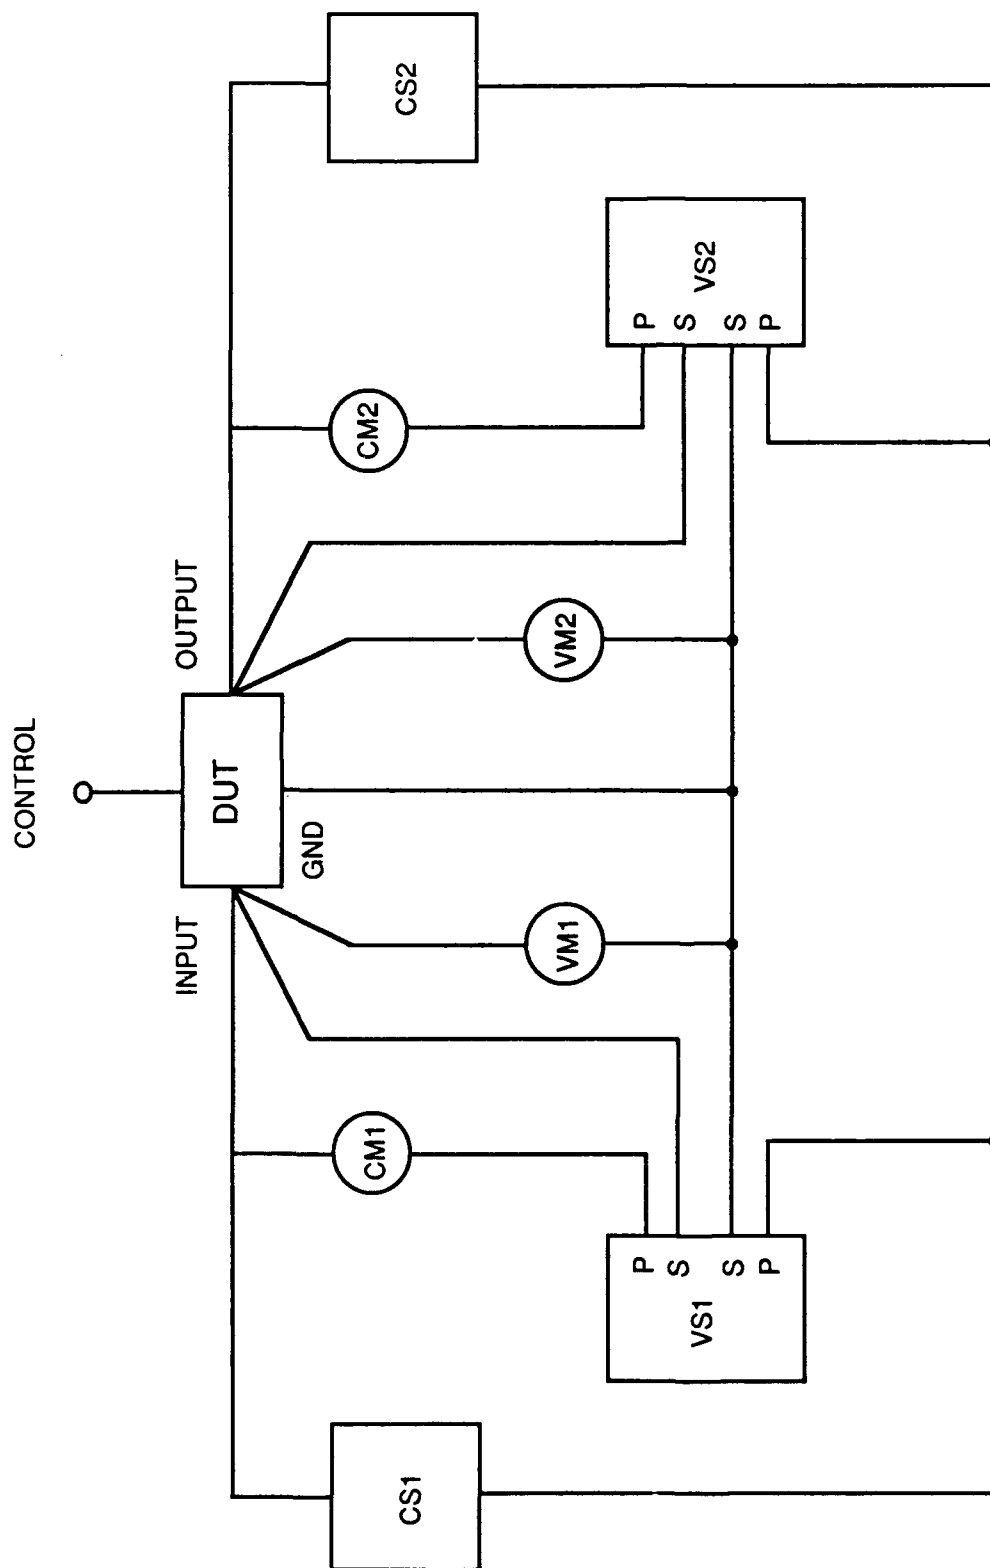 CONTROL
INPUT
OUTPUT
DUT
GND
CM1
VM1
VM2
CM2
CS1
VS1
P
S
S
P
VS2
P
S
S
P
CS2